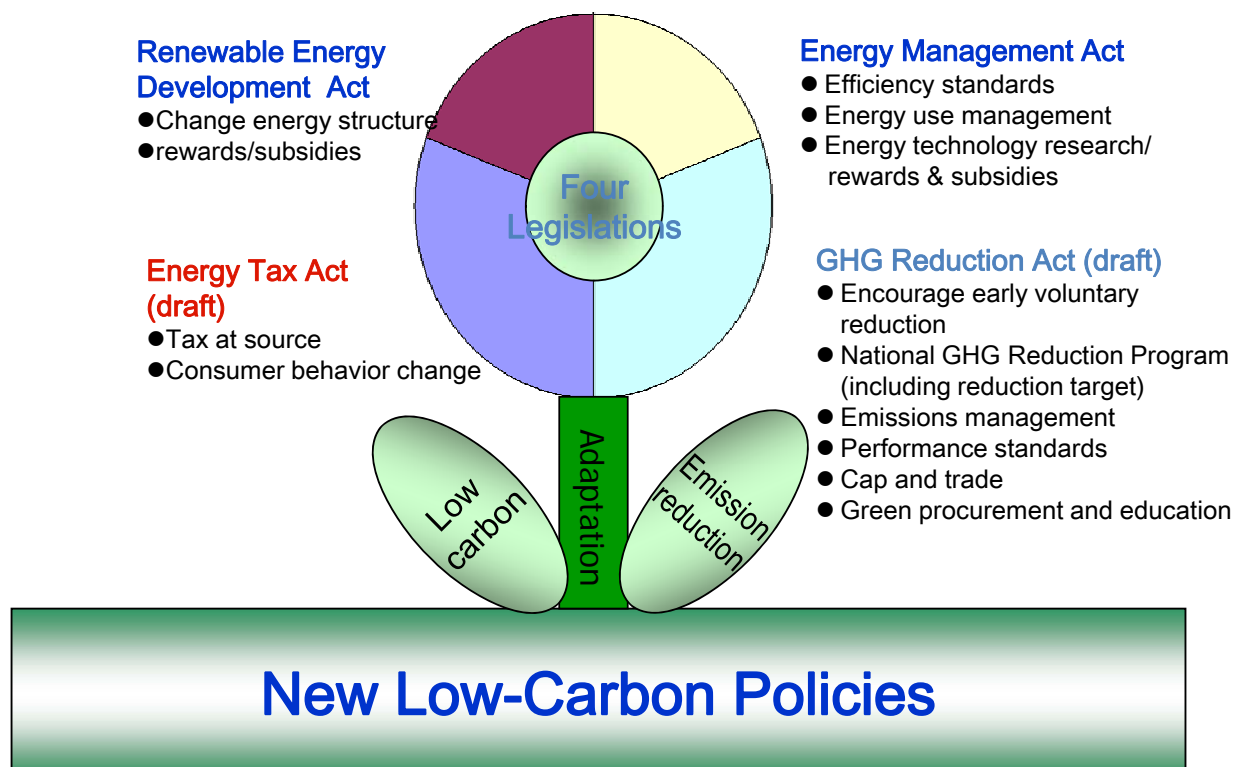 Renewable Energy
Development Act
●Change energy structure
●rewards/subsidies
Energy Management Act
● Efficiency standards
● Energy use management
● Energy technology research/
rewards & subsidies
Four
Legislations
Energy Tax Act
(draft)
●Tax at source
●Consumer behavior change
GHG Reduction Act (draft)
● Encourage early voluntary
reduction
● National GHG Reduction Program
(including reduction target)
● Emissions management
● Performance standards
● Cap and trade
● Green procurement and education
Low
carbon
Adaptation
Emission
reduction
New Low-Carbon Policies